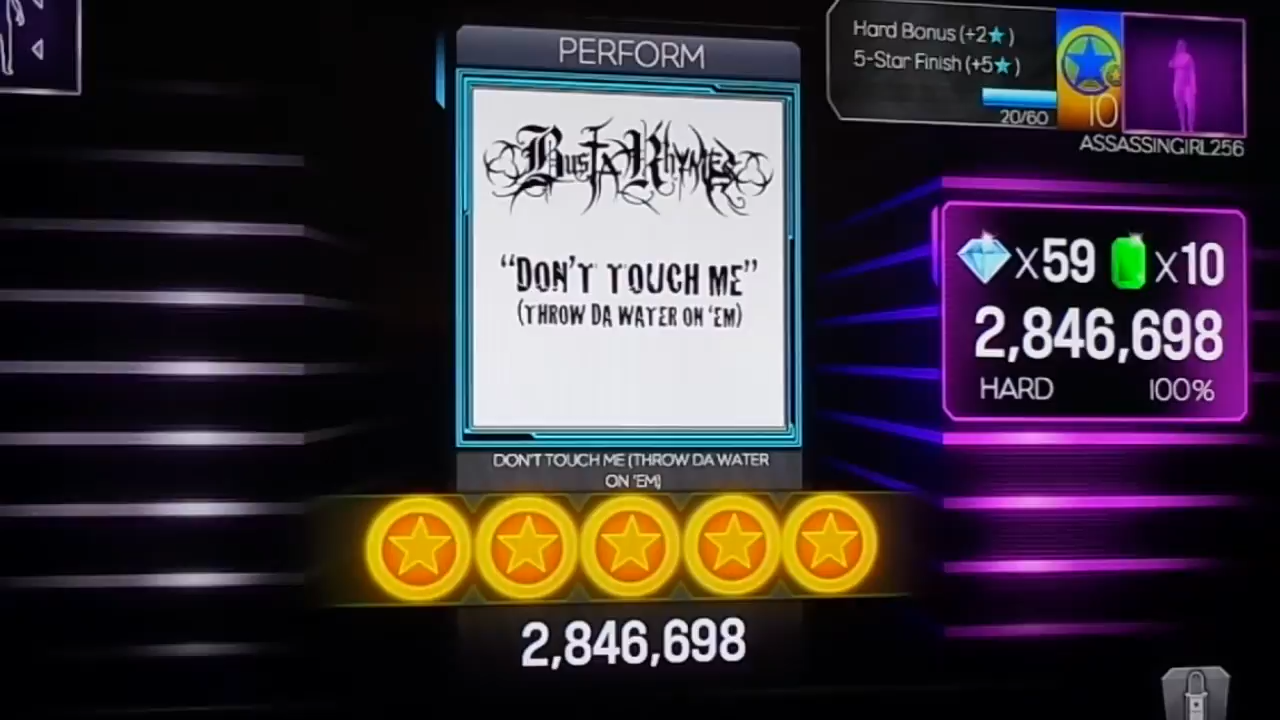 PERFORM
Busta Rhymes
“DON'T TOUCH ME”
(THROW DA WATER ON 'EM)
DON'T TOUCH ME (THROW DA WATER
ON 'EM)
2,846,698
Hard Bonus (+2★)
5-Star Finish (+5★)
20/60
10
ASSASSINGIRL256
X59 X10
2,846,698
HARD 100%